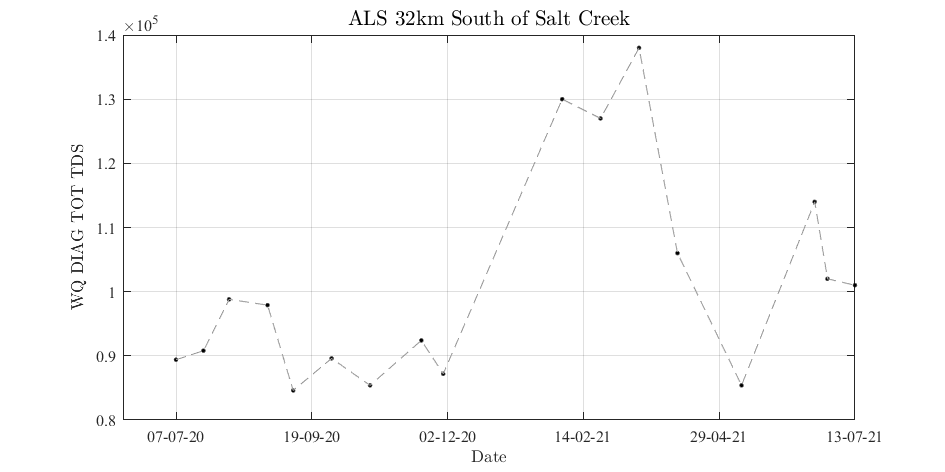 ALS 32km South of Salt Creek
×10⁵
1.4
1.3
1.2
1.1
1
0.9
0.8
WQ DIAG TOT TDS
07-07-20 19-09-20 02-12-20 14-02-21 29-04-21 13-07-21
Date